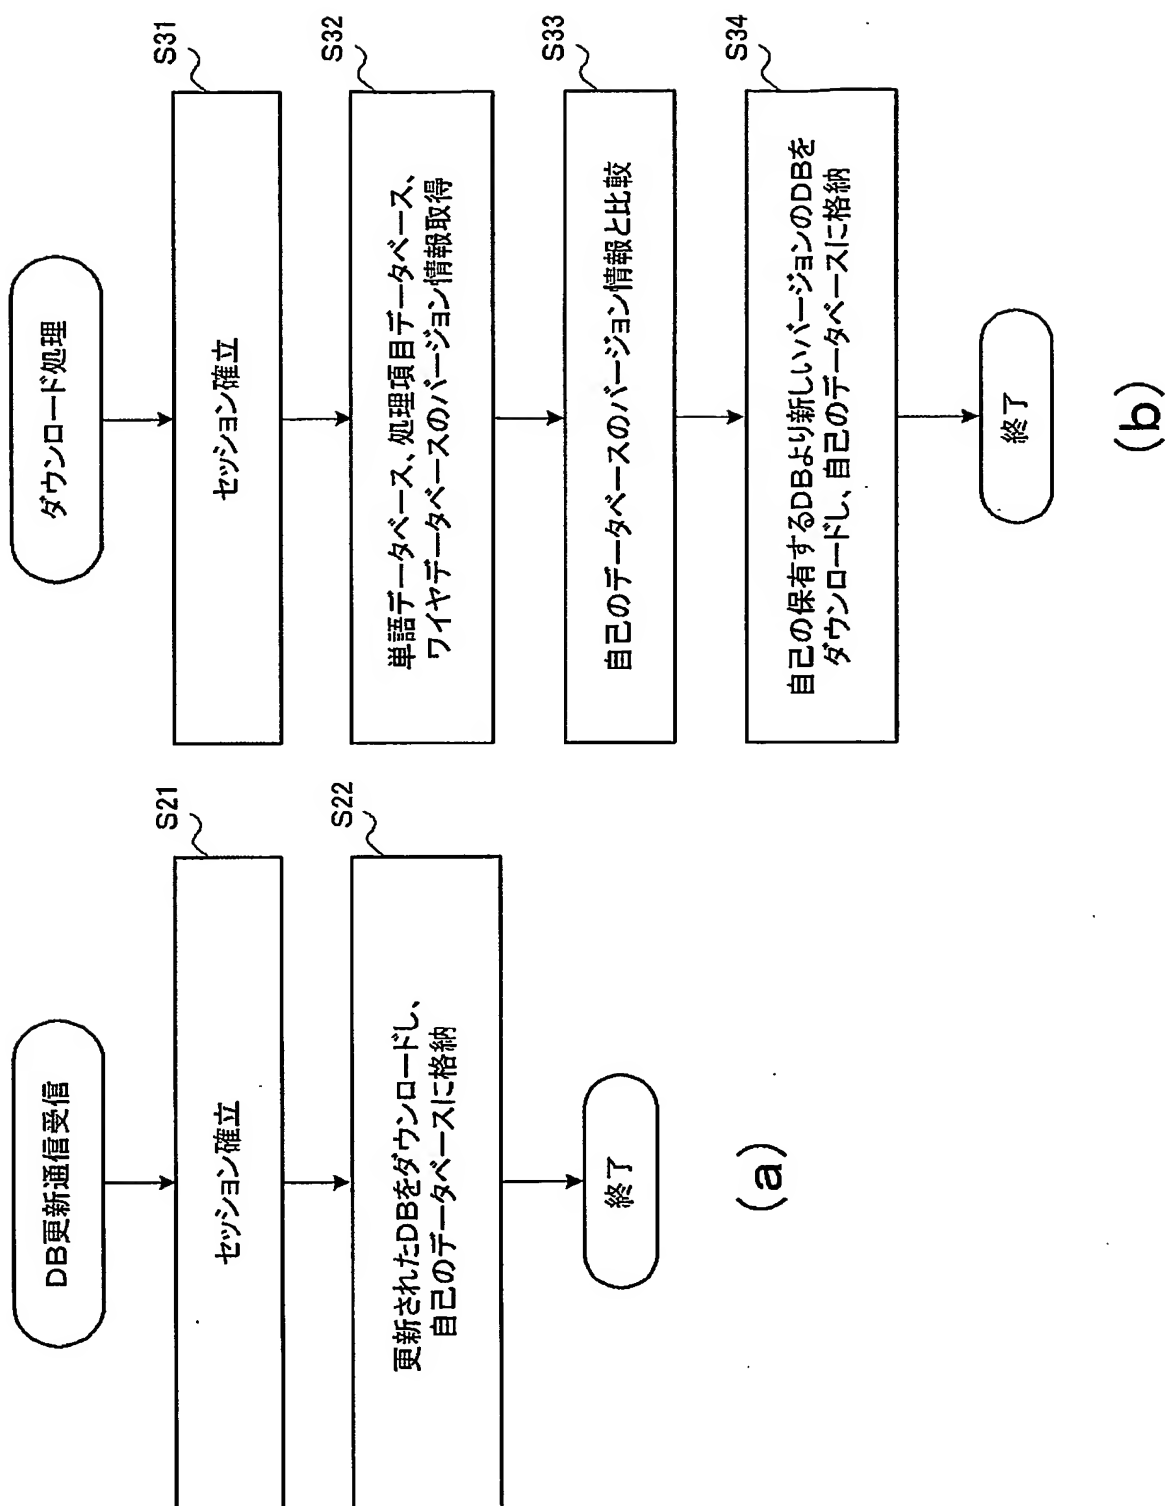 DB更新通信受信
S21
セッション確立
S22
更新されたDBをダウンロードし、
自己のデータベースに格納
終了
(a)
ダウンロード処理
S31
セッション確立
S32
単語データベース、処理項目データベース、
ワイヤデータベースのバージョン情報取得
S33
自己のデータベースのバージョン情報と比較
S34
自己の保有するDBより新しいバージョンのDBを
ダウンロードし、自己のデータベースに格納
終了
(b)